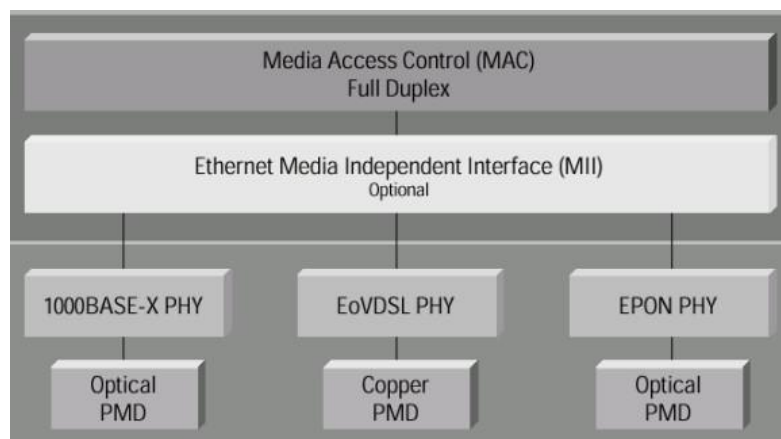 Media Access Control (MAC)
Full Duplex
Ethernet Media Independent Interface (MII)
Optional
1000BASE-X PHY
EoVDSL PHY
EPON PHY
Optical
PMD
Copper
PMD
Optical
PMD